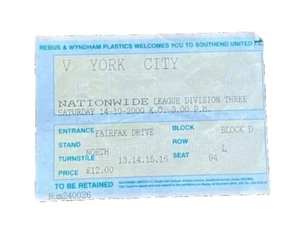 REBUS & WYNDHAM PLASTICS WELCOMES YOU TO SOUTHEND UNITED F.C.
V YORK CITY
NATIONWIDE LEAGUE DIVISION THREE
SATURDAY 14-10-2000 K.O. 3.00 P.M.
ENTRANCE FAIRFAX DRIVE BLOCK BLOCK D
STAND NORTH ROW L
TURNSTILE 13.14.15.16 SEAT 94
PRICE £12.00
TO BE RETAINED
Num240026